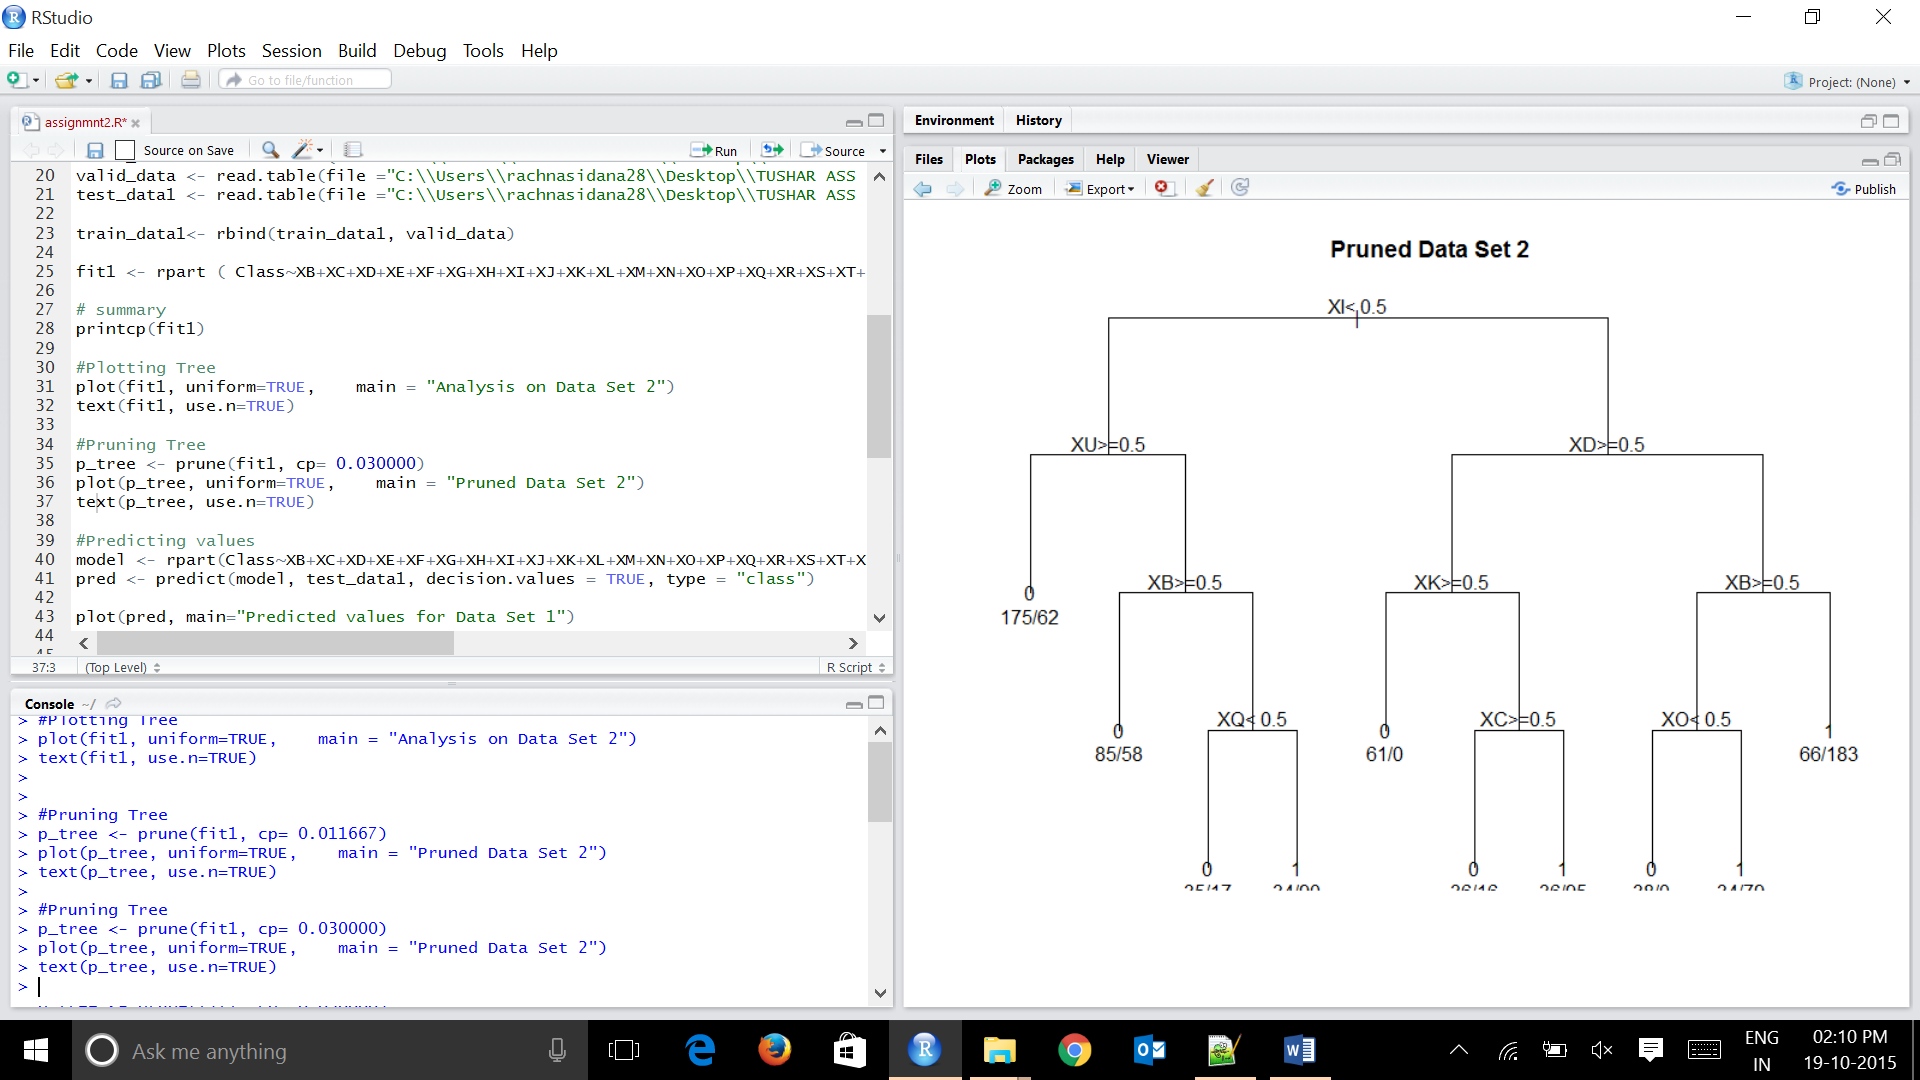 RStudio
File Edit Code View Plots Session Build Debug Tools Help
Go to file/function
Project: (None)
assignmnt2.R*
Source on Save
Run
Source
20 valid_data <- read.table(file ="C:\\Users\\rachnasidana28\\Desktop\\TUSHAR ASS
21 test_data1 <- read.table(file ="C:\\Users\\rachnasidana28\\Desktop\\TUSHAR ASS
22
23 train_data1<- rbind(train_data1, valid_data)
24
25 fit1 <- rpart ( Class~XB+XC+XD+XE+XF+XG+XH+XI+XJ+XK+XL+XM+XN+XO+XP+XQ+XR+XS+XT+
26
27 # summary
28 printcp(fit1)
29
30 #Plotting Tree
31 plot(fit1, uniform=TRUE,    main = "Analysis on Data Set 2")
32 text(fit1, use.n=TRUE)
33
34 #Pruning Tree
35 p_tree <- prune(fit1, cp= 0.030000)
36 plot(p_tree, uniform=TRUE,    main = "Pruned Data Set 2")
37 text(p_tree, use.n=TRUE)
38
39 #Predicting values
40 model <- rpart(Class~XB+XC+XD+XE+XF+XG+XH+XI+XJ+XK+XL+XM+XN+XO+XP+XQ+XR+XS+XT+X
41 pred <- predict(model, test_data1, decision.values = TRUE, type = "class")
42
43 plot(pred, main="Predicted values for Data Set 1")
44
37:3 (Top Level) R Script
Console ~/
> #Plotting Tree
> plot(fit1, uniform=TRUE,    main = "Analysis on Data Set 2")
> text(fit1, use.n=TRUE)
>
>
> #Pruning Tree
> p_tree <- prune(fit1, cp= 0.011667)
> plot(p_tree, uniform=TRUE,    main = "Pruned Data Set 2")
> text(p_tree, use.n=TRUE)
>
> #Pruning Tree
> p_tree <- prune(fit1, cp= 0.030000)
> plot(p_tree, uniform=TRUE,    main = "Pruned Data Set 2")
> text(p_tree, use.n=TRUE)
>
Environment History
Files Plots Packages Help Viewer
Zoom Export Publish
Pruned Data Set 2
XI< 0.5
XU>=0.5 XD>=0.5
XB>=0.5 XK>=0.5 XB>=0.5
0
175/62
XQ< 0.5 XC>=0.5 XO< 0.5
0 0 1
85/58 61/0 66/183
0 1 0 1 0 1
Ask me anything
ENG
IN
02:10 PM
19-10-2015